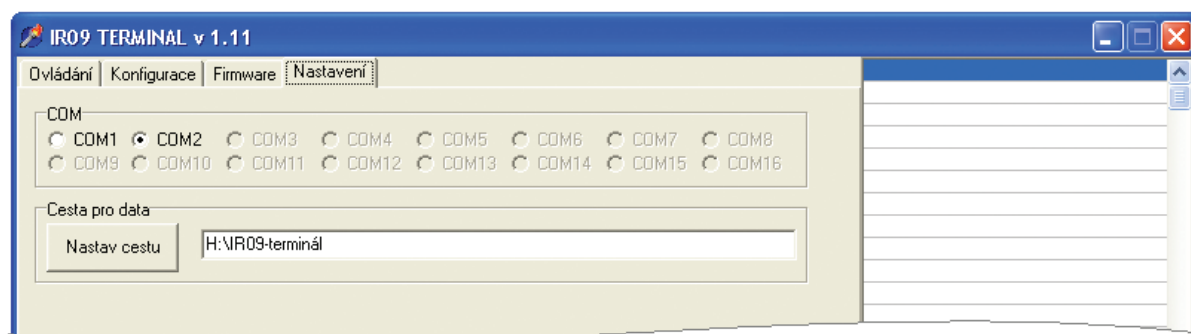 IR09 TERMINAL v 1.11
Ovládání Konfigurace Firmware Nastavení
COM
COM1 COM2 COM3 COM4 COM5 COM6 COM7 COM8
COM9 COM10 COM11 COM12 COM13 COM14 COM15 COM16
Cesta pro data
Nastav cestu H:\IR09-terminál